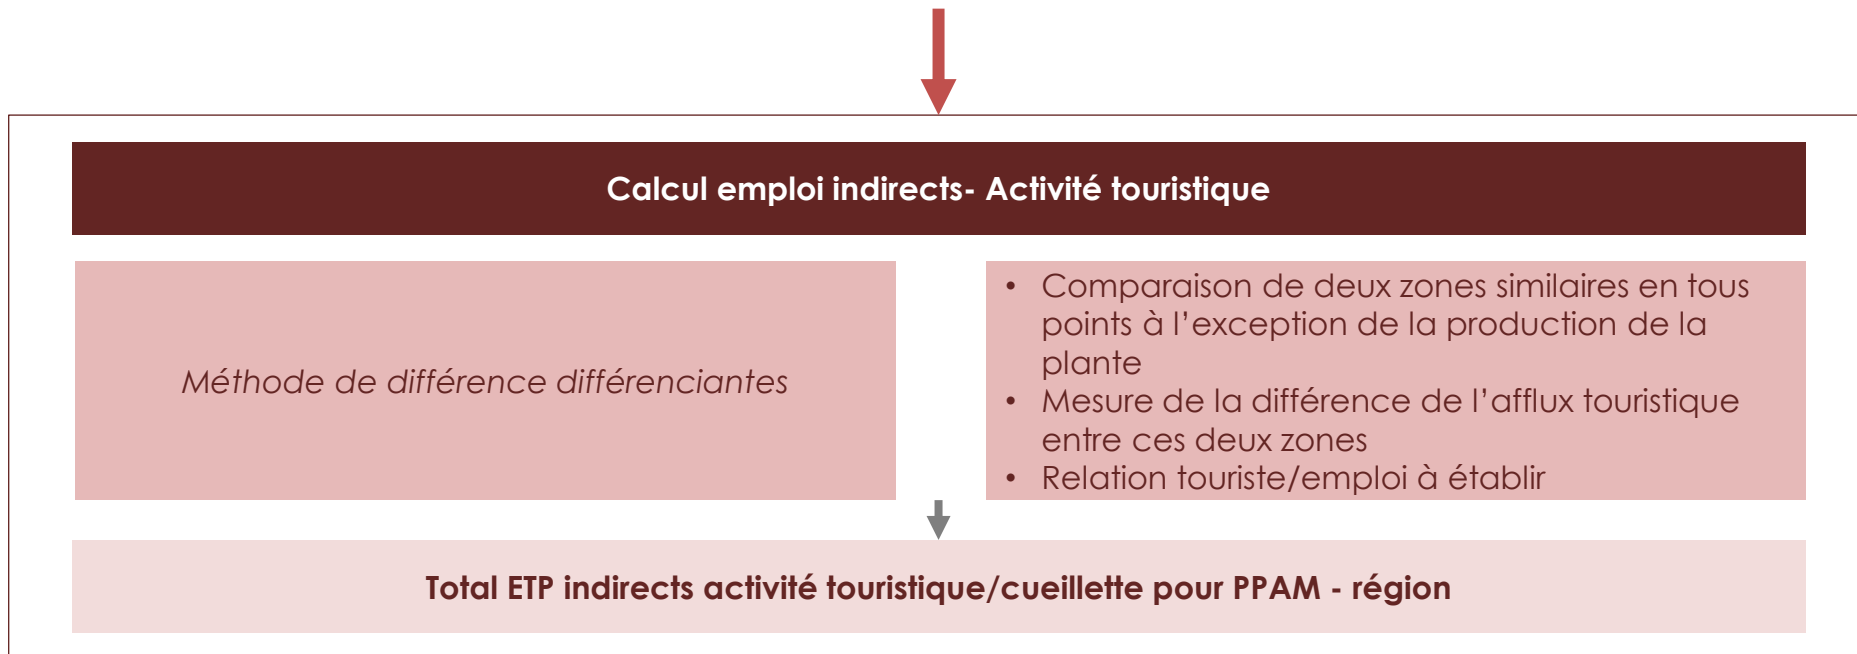 Calcul emploi indirects- Activité touristique
Méthode de différence différenciantes
• Comparaison de deux zones similaires en tous
points à l’exception de la production de la
plante
• Mesure de la différence de l’afflux touristique
entre ces deux zones
• Relation touriste/emploi à établir
Total ETP indirects activité touristique/cueillette pour PPAM - région